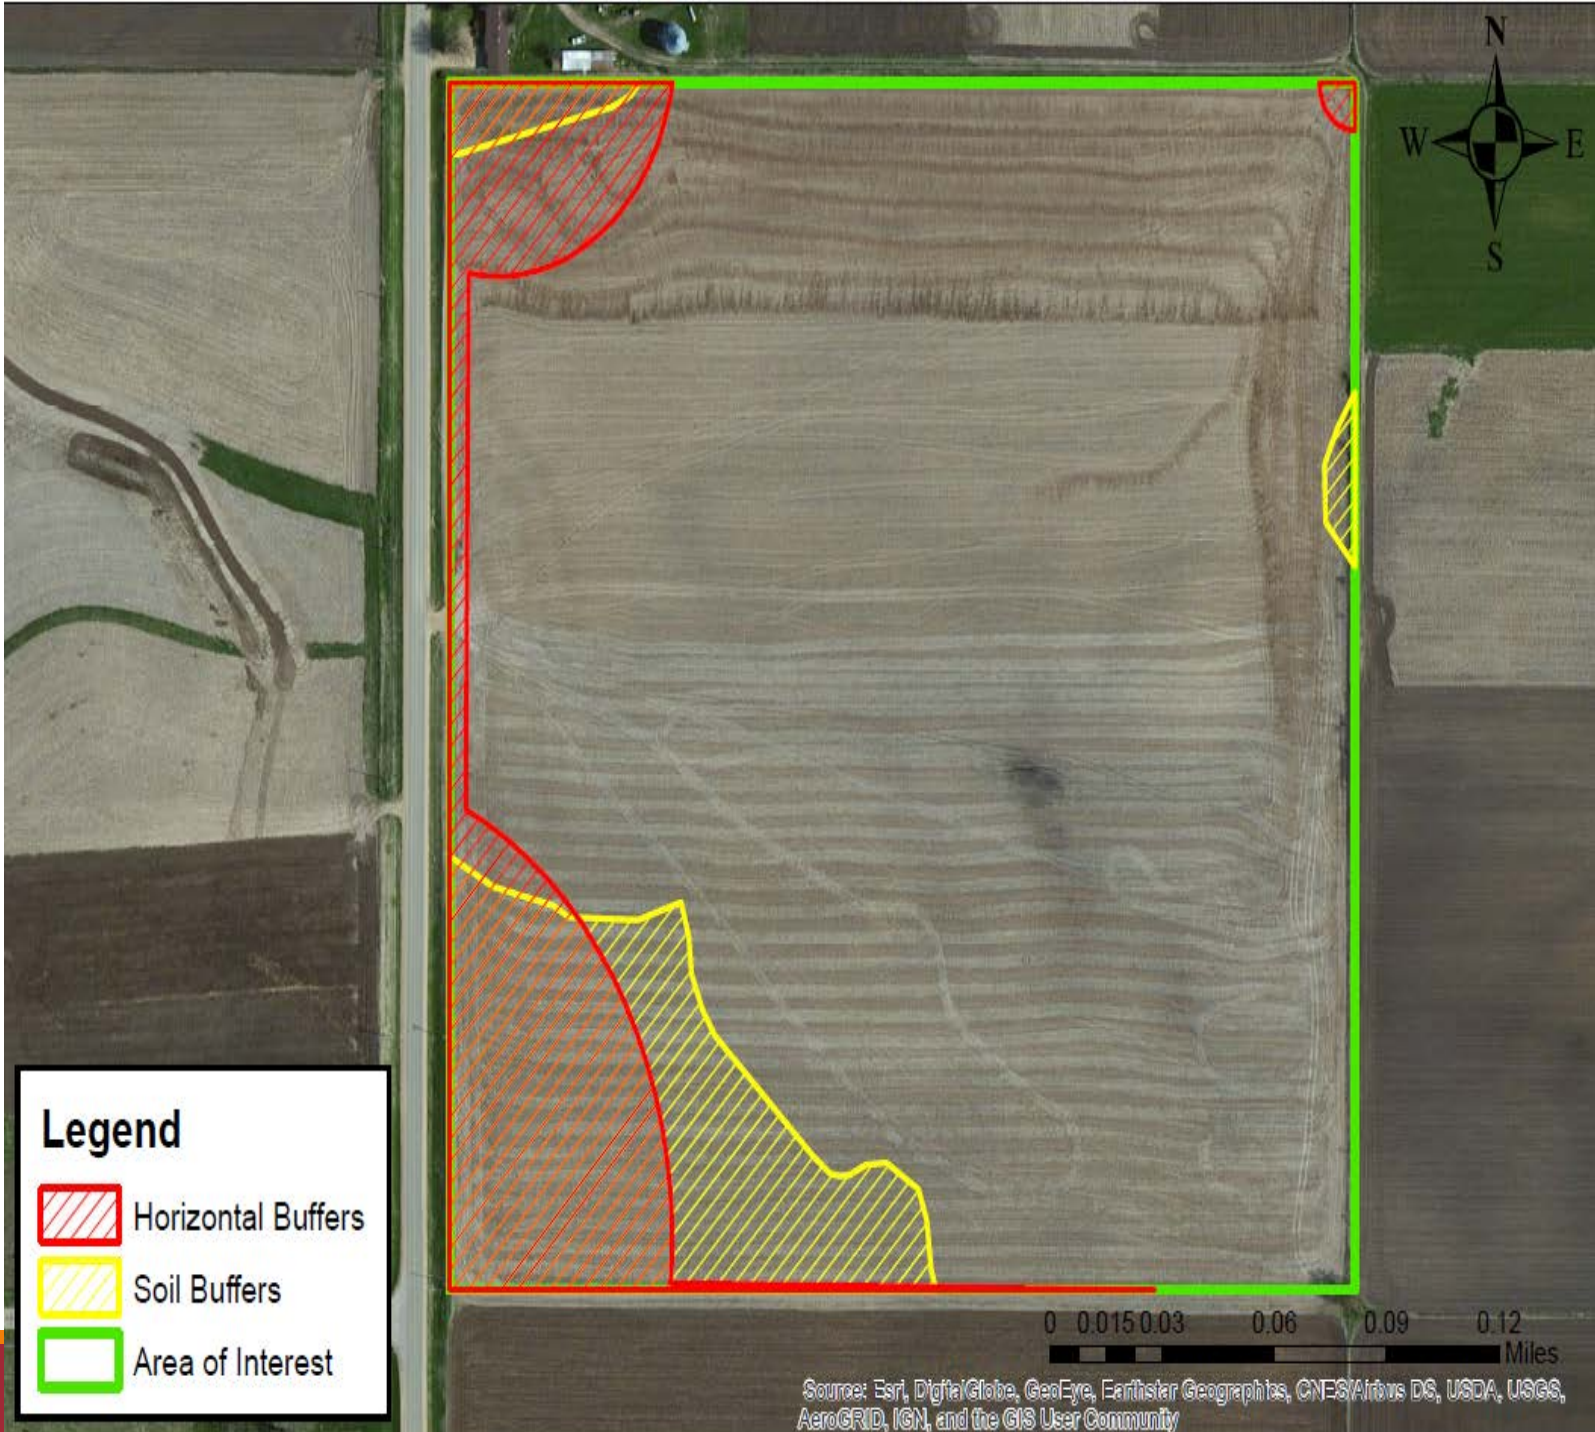 N
W E
S
Legend
Horizontal Buffers
Soil Buffers
Area of Interest
0 0.015 0.03 0.06 0.09 0.12
Miles
Source: Esri, DigitalGlobe, GeoEye, Earthstar Geographics, CNES/Airbus DS, USDA, USGS,
AeroGRID, IGN, and the GIS User Community